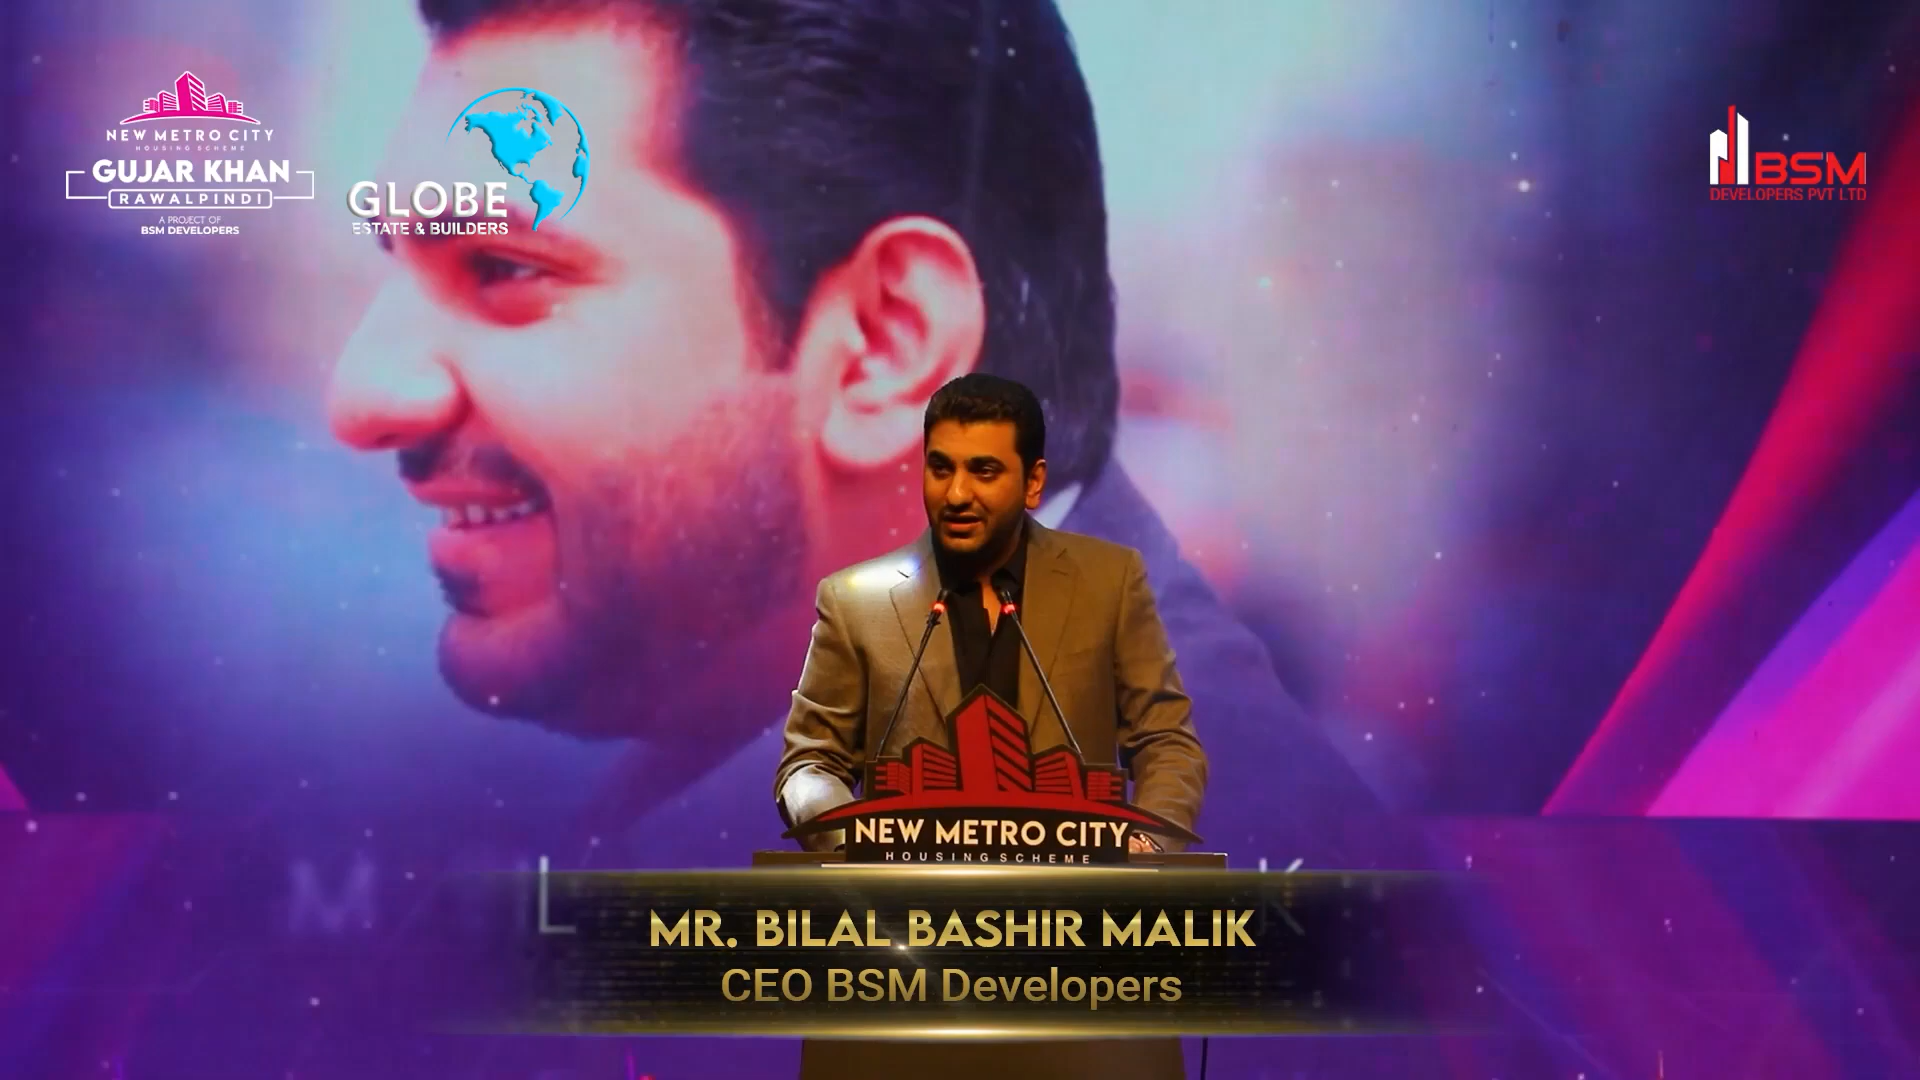 NEW METRO CITY
HOUSING SCHEME
GUJAR KHAN
RAWALPINDI
A PROJECT OF
BSM DEVELOPERS
GLOBE
ESTATE & BUILDERS
BSM
DEVELOPERS PVT LTD
NEW METRO CITY
HOUSING SCHEME
MR. BILAL BASHIR MALIK
CEO BSM Developers